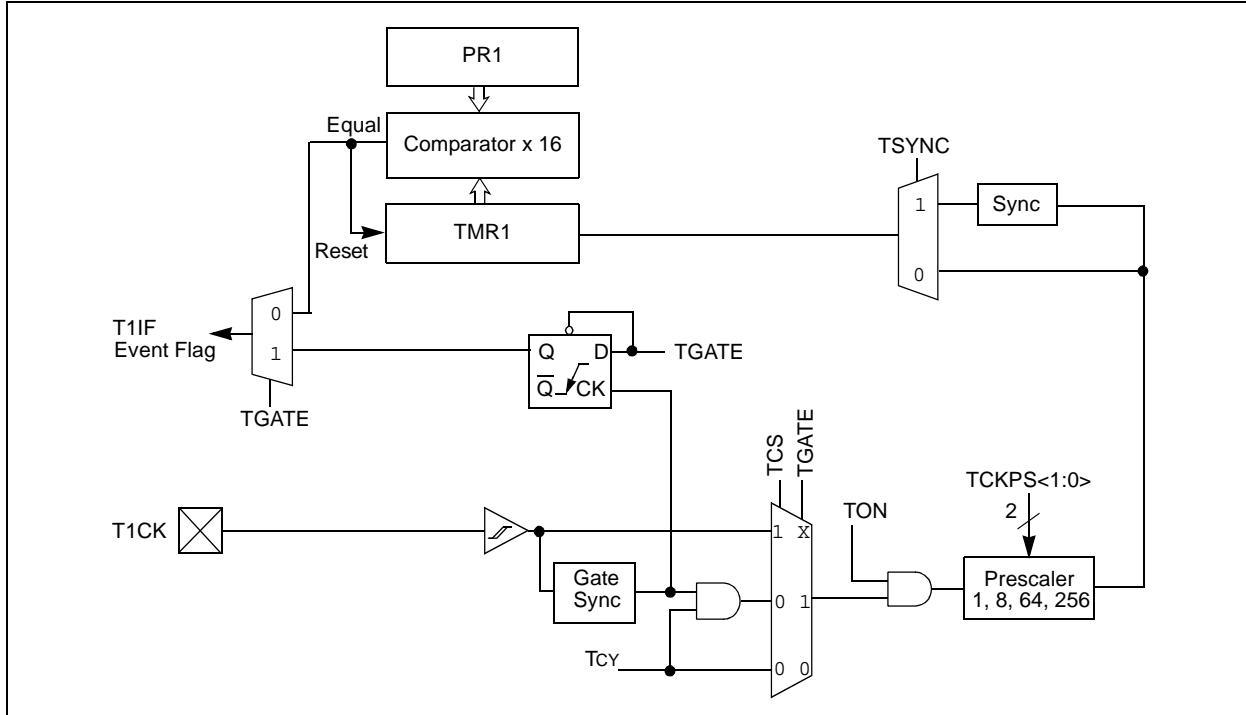 PR1
Equal
Comparator x 16
TSYNC
1
Sync
TMR1
Reset
0
0
T1IF
Event Flag
1
TGATE
Q
D
TGATE
Q̅
CK
TCS
TGATE
TCKPS<1:0>
2
TON
T1CK
1 X
Gate
Sync
0 1
Prescaler
1, 8, 64, 256
TCY
0 0